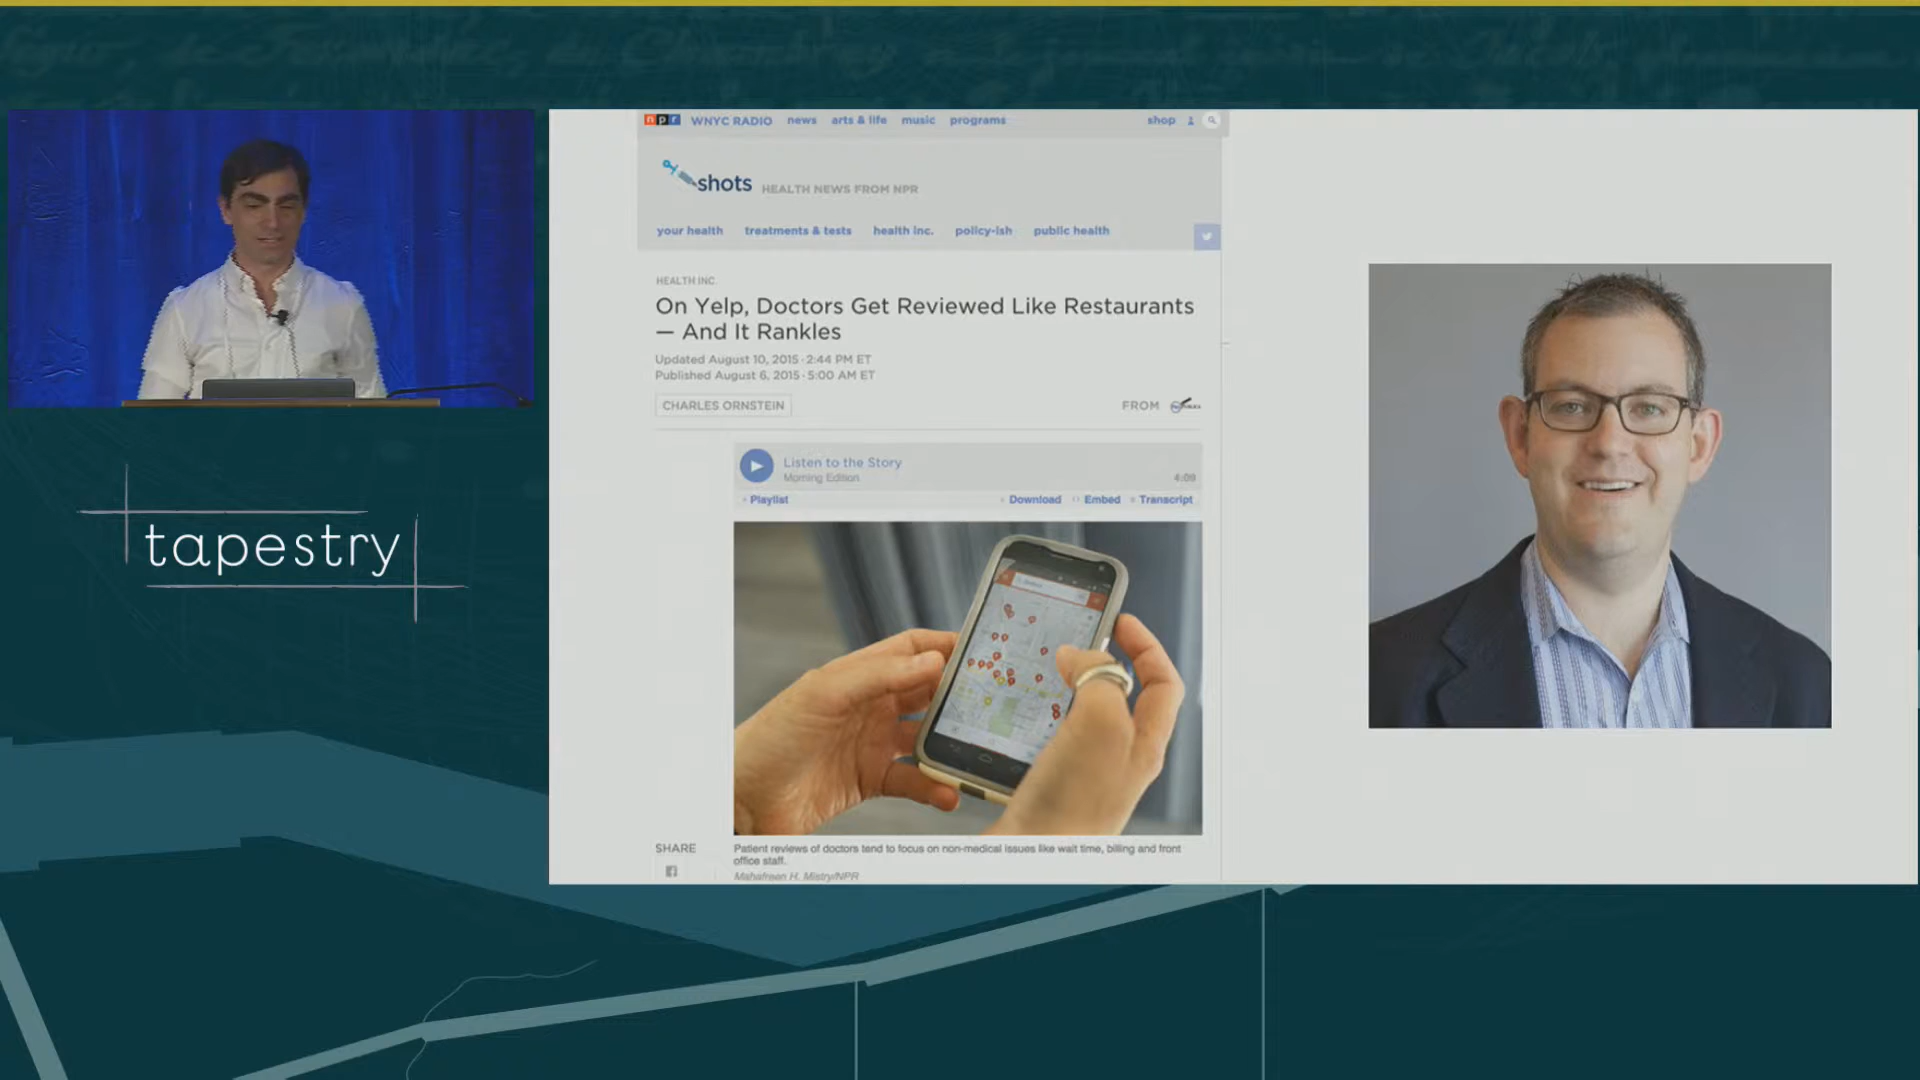 npr WNYC RADIO news arts & life music programs shop
shots HEALTH NEWS FROM NPR
your health treatments & tests health inc. policy-ish public health
HEALTH INC.
On Yelp, Doctors Get Reviewed Like Restaurants
— And It Rankles
Updated August 10, 2015 · 2:44 PM ET
Published August 6, 2015 · 5:00 AM ET
CHARLES ORNSTEIN
FROM
Listen to the Story
Morning Edition
4:09
Playlist Download Embed Transcript
SHARE
Patient reviews of doctors tend to focus on non-medical issues like wait time, billing and front
office staff.
Mahafreen H. Mistry/NPR
tapestry